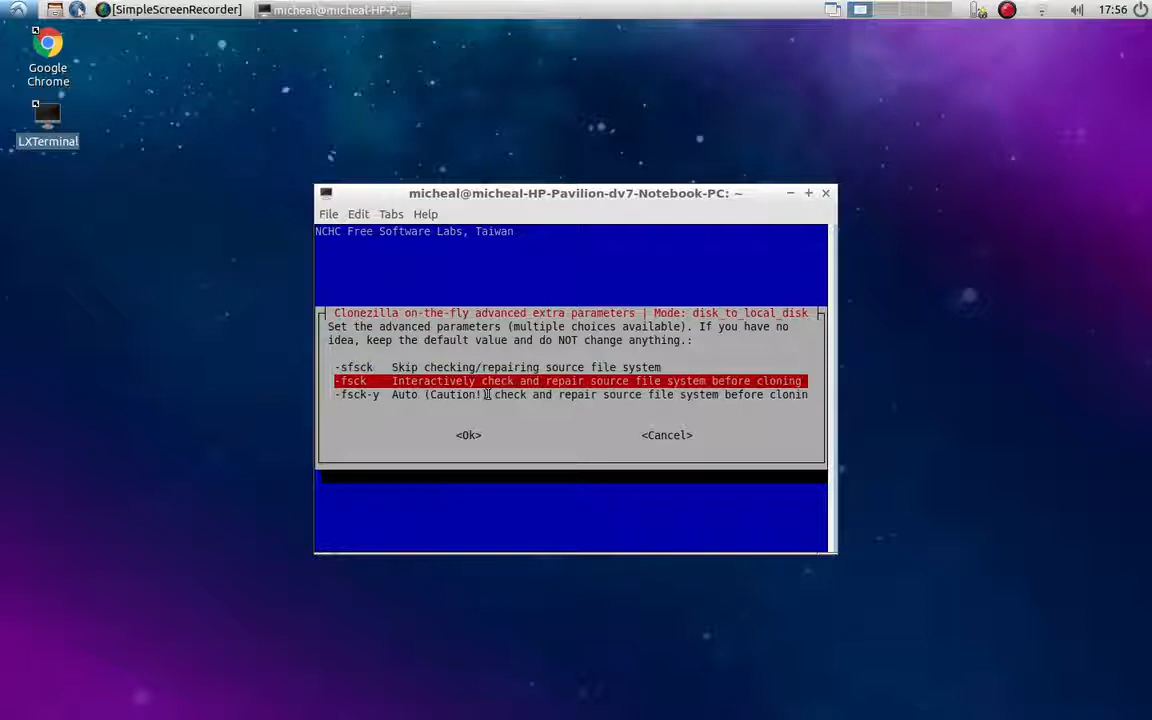 [SimpleScreenRecorder]
micheal@micheal-HP-P...
17:56
Google
Chrome
LXTerminal
micheal@micheal-HP-Pavilion-dv7-Notebook-PC: ~
File Edit Tabs Help
NCHC Free Software Labs, Taiwan
Clonezilla on-the-fly advanced extra parameters | Mode: disk_to_local_disk
Set the advanced parameters (multiple choices available). If you have no
idea, keep the default value and do NOT change anything.:
-sfsck Skip checking/repairing source file system
-fsck Interactively check and repair source file system before cloning
-fsck-y Auto (Caution!) check and repair source file system before clonin
<Ok> <Cancel>